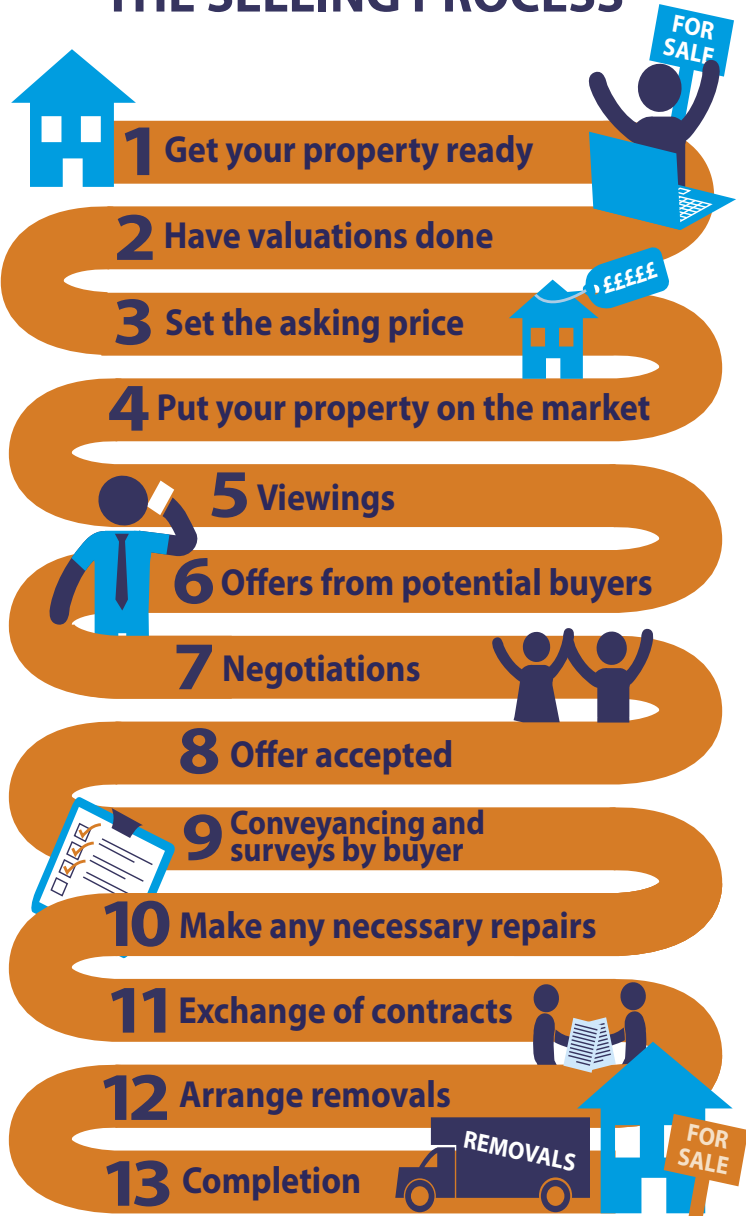 THE SELLING PROCESS
FOR
SALE
1 Get your property ready
2 Have valuations done
£££££
3 Set the asking price
4 Put your property on the market
5 Viewings
6 Offers from potential buyers
7 Negotiations
8 Offer accepted
9 Conveyancing and
surveys by buyer
10 Make any necessary repairs
11 Exchange of contracts
12 Arrange removals
FOR
SALE
REMOVALS
13 Completion